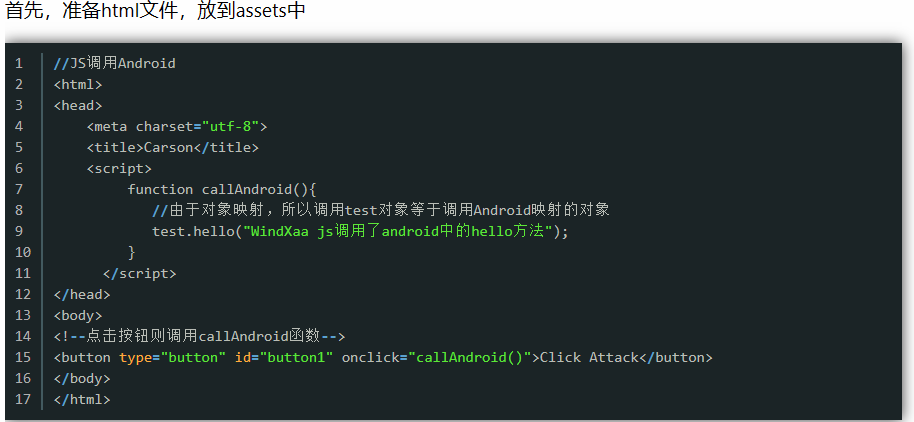 首先，准备html文件，放到assets中
1 //JS调用Android
2 <html>
3 <head>
4     <meta charset="utf-8">
5     <title>Carson</title>
6     <script>
7          function callAndroid(){
8             //由于对象映射，所以调用test对象等于调用Android映射的对象
9             test.hello("WindXaa js调用了android中的hello方法");
10          }
11       </script>
12 </head>
13 <body>
14 <!--点击按钮则调用callAndroid函数-->
15 <button type="button" id="button1" onclick="callAndroid()">Click Attack</button>
16 </body>
17 </html>